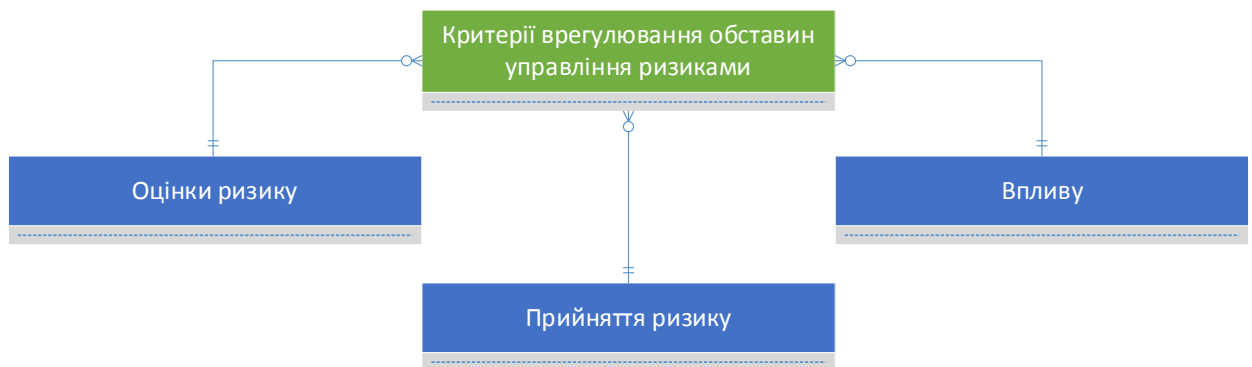 Критерії врегулювання обставин
управління ризиками
Оцінки ризику
Впливу
Прийняття ризику